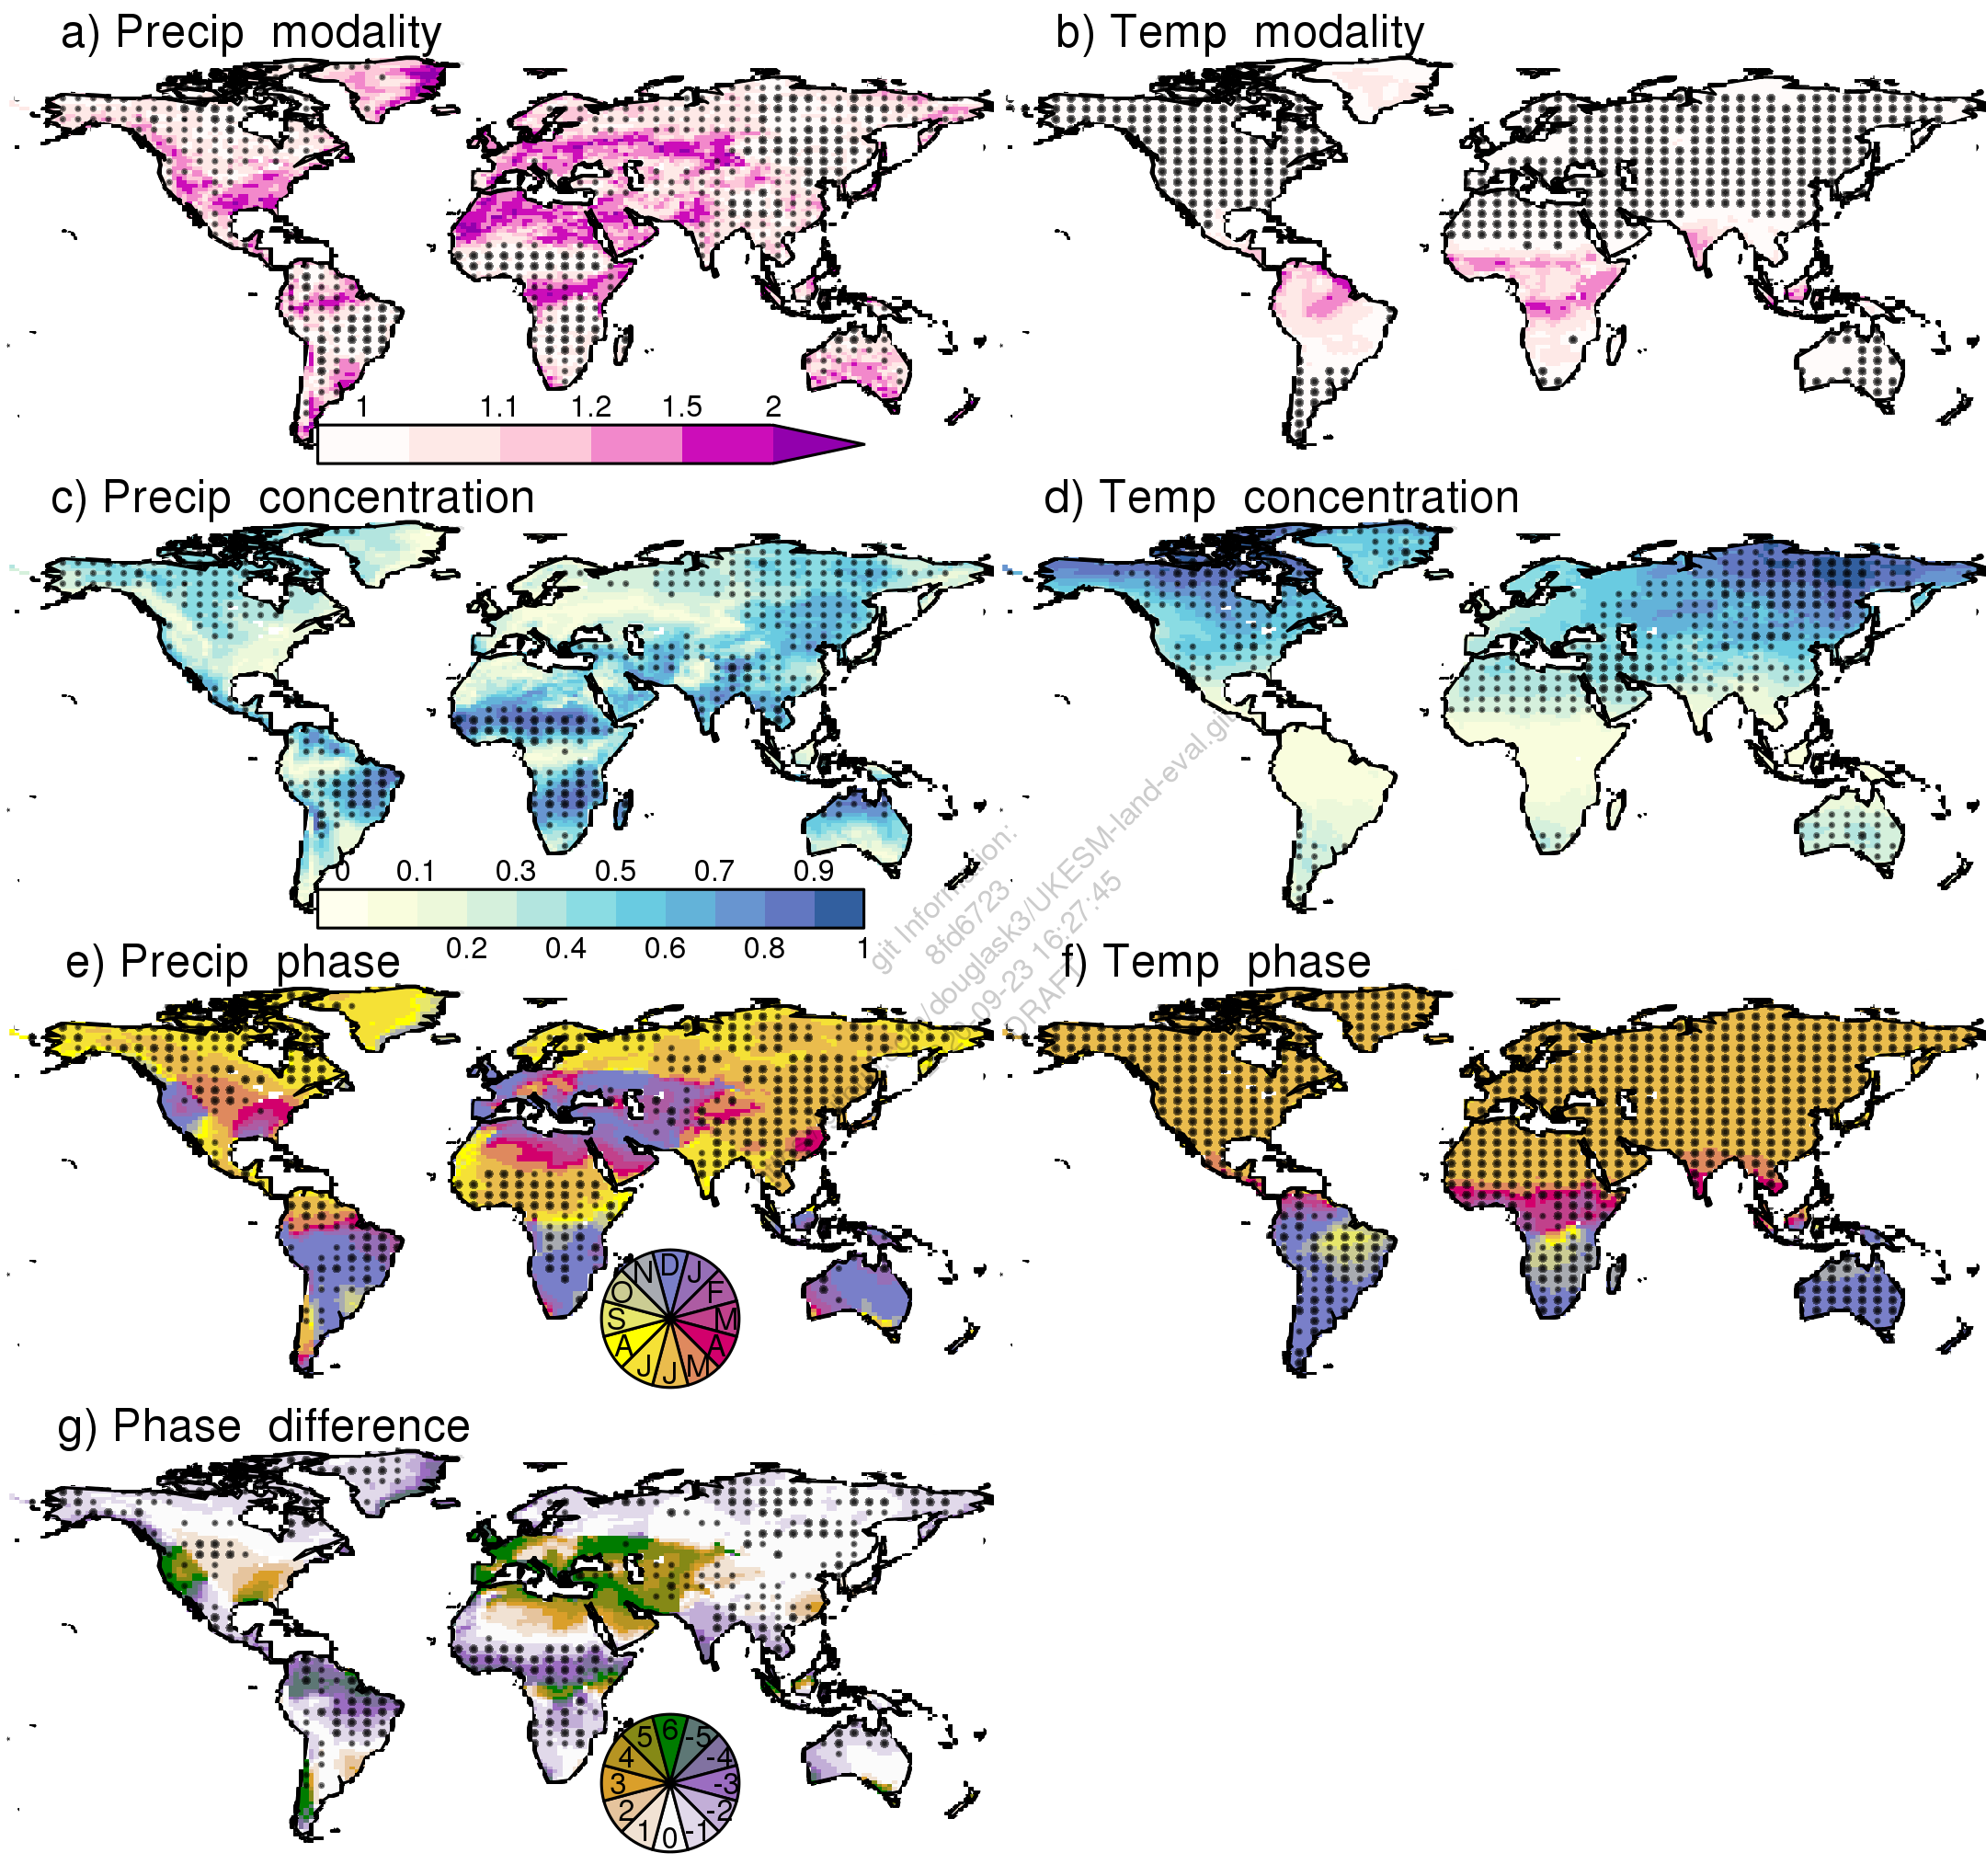 a) Precip modality
b) Temp modality
1 1.1 1.2 1.5 2
c) Precip concentration
d) Temp concentration
0 0.1 0.3 0.5 0.7 0.9
0.2 0.4 0.6 0.8 1
git Information:
8fd6723
/douglask3/UKESM-land-eval.git
09-23 16:27:45
DRAFT
e) Precip phase
f) Temp phase
N D J
O F
S M
A A
J J M
g) Phase difference
5 6 -5
4 -4
3 -3
2 -2
1 0 -1